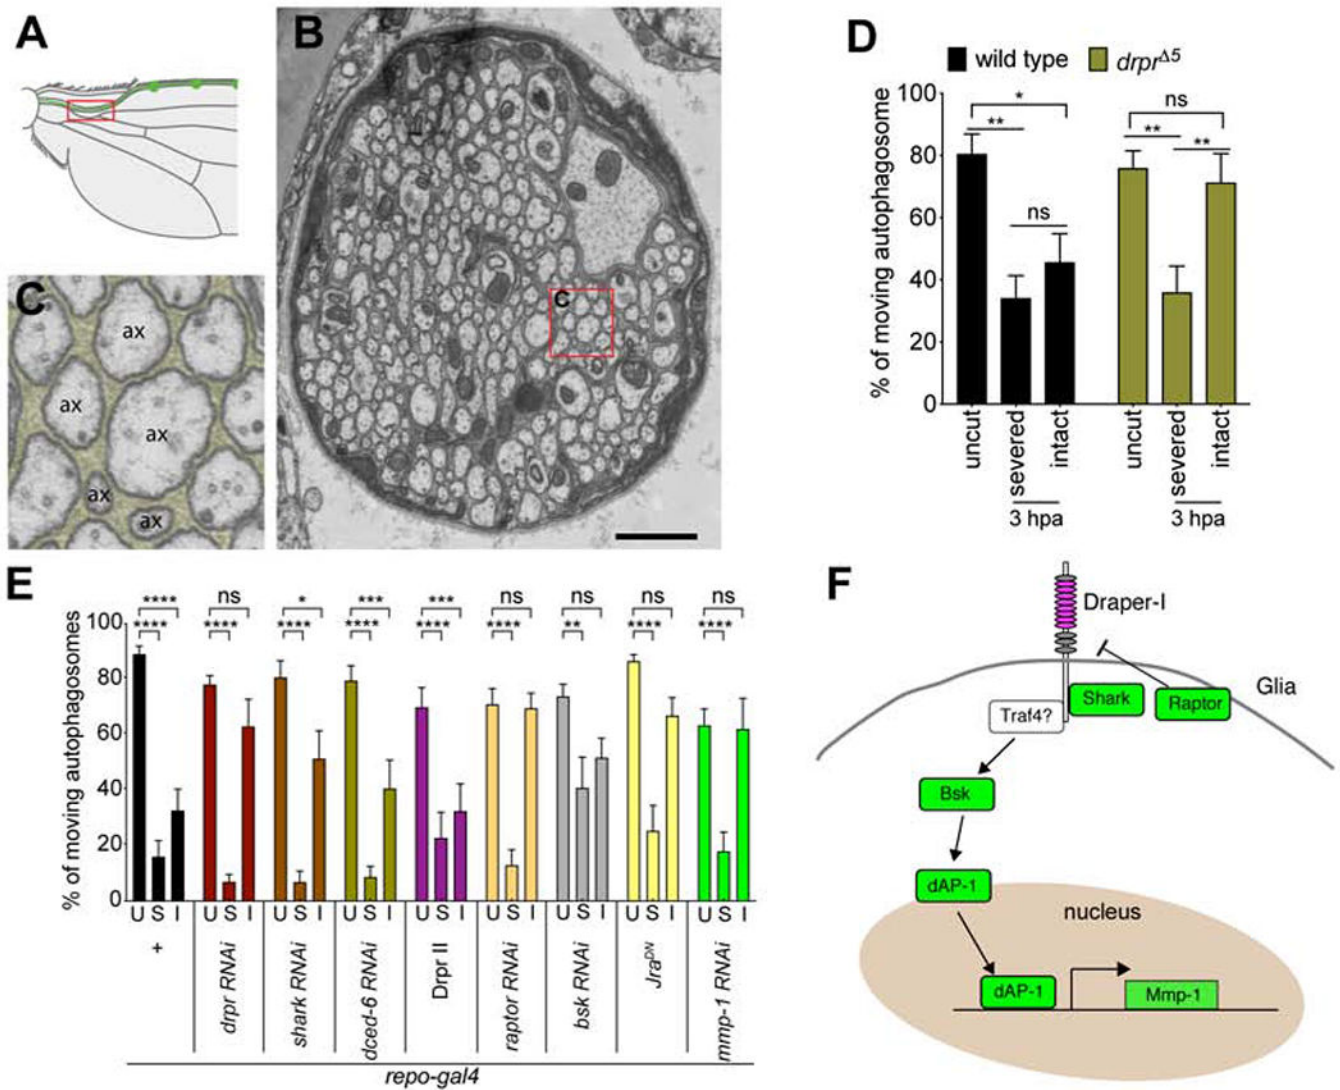 A
B
C
ax
ax
ax
ax
ax
C
D
wild type
drprΔ5
% of moving autophagosome
100
80
60
40
20
0
*
**
ns
ns
**
**
uncut
severed
intact
uncut
severed
intact
3 hpa
3 hpa
E
% of moving autophagosomes
100
80
60
40
20
0
**** ns * *** *** ns ns ns ns
**** **** **** **** **** **** ** **** ****
U S I U S I U S I U S I U S I U S I U S I U S I U S I
+
drpr RNAi
shark RNAi
dced-6 RNAi
Drpr II
raptor RNAi
bsk RNAi
JraDN
mmp-1 RNAi
repo-gal4
F
Draper-I
Glia
Shark
Raptor
Traf4?
Bsk
dAP-1
nucleus
dAP-1
Mmp-1